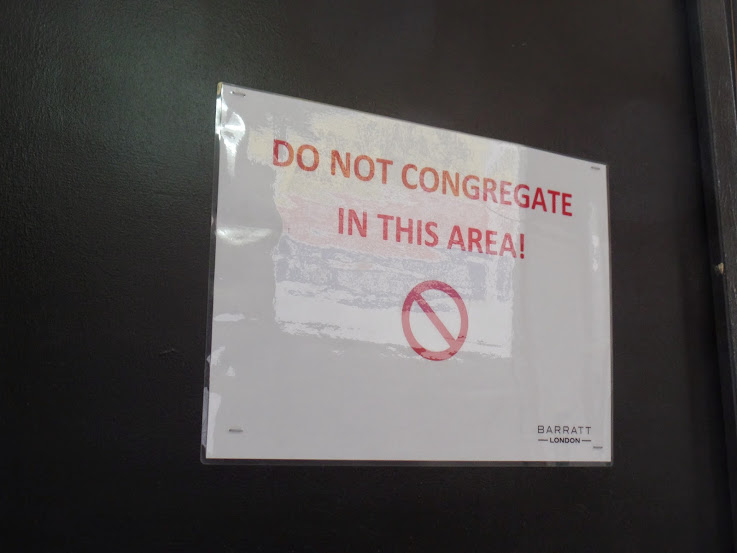 DO NOT CONGREGATE
IN THIS AREA!
BARRATT
LONDON